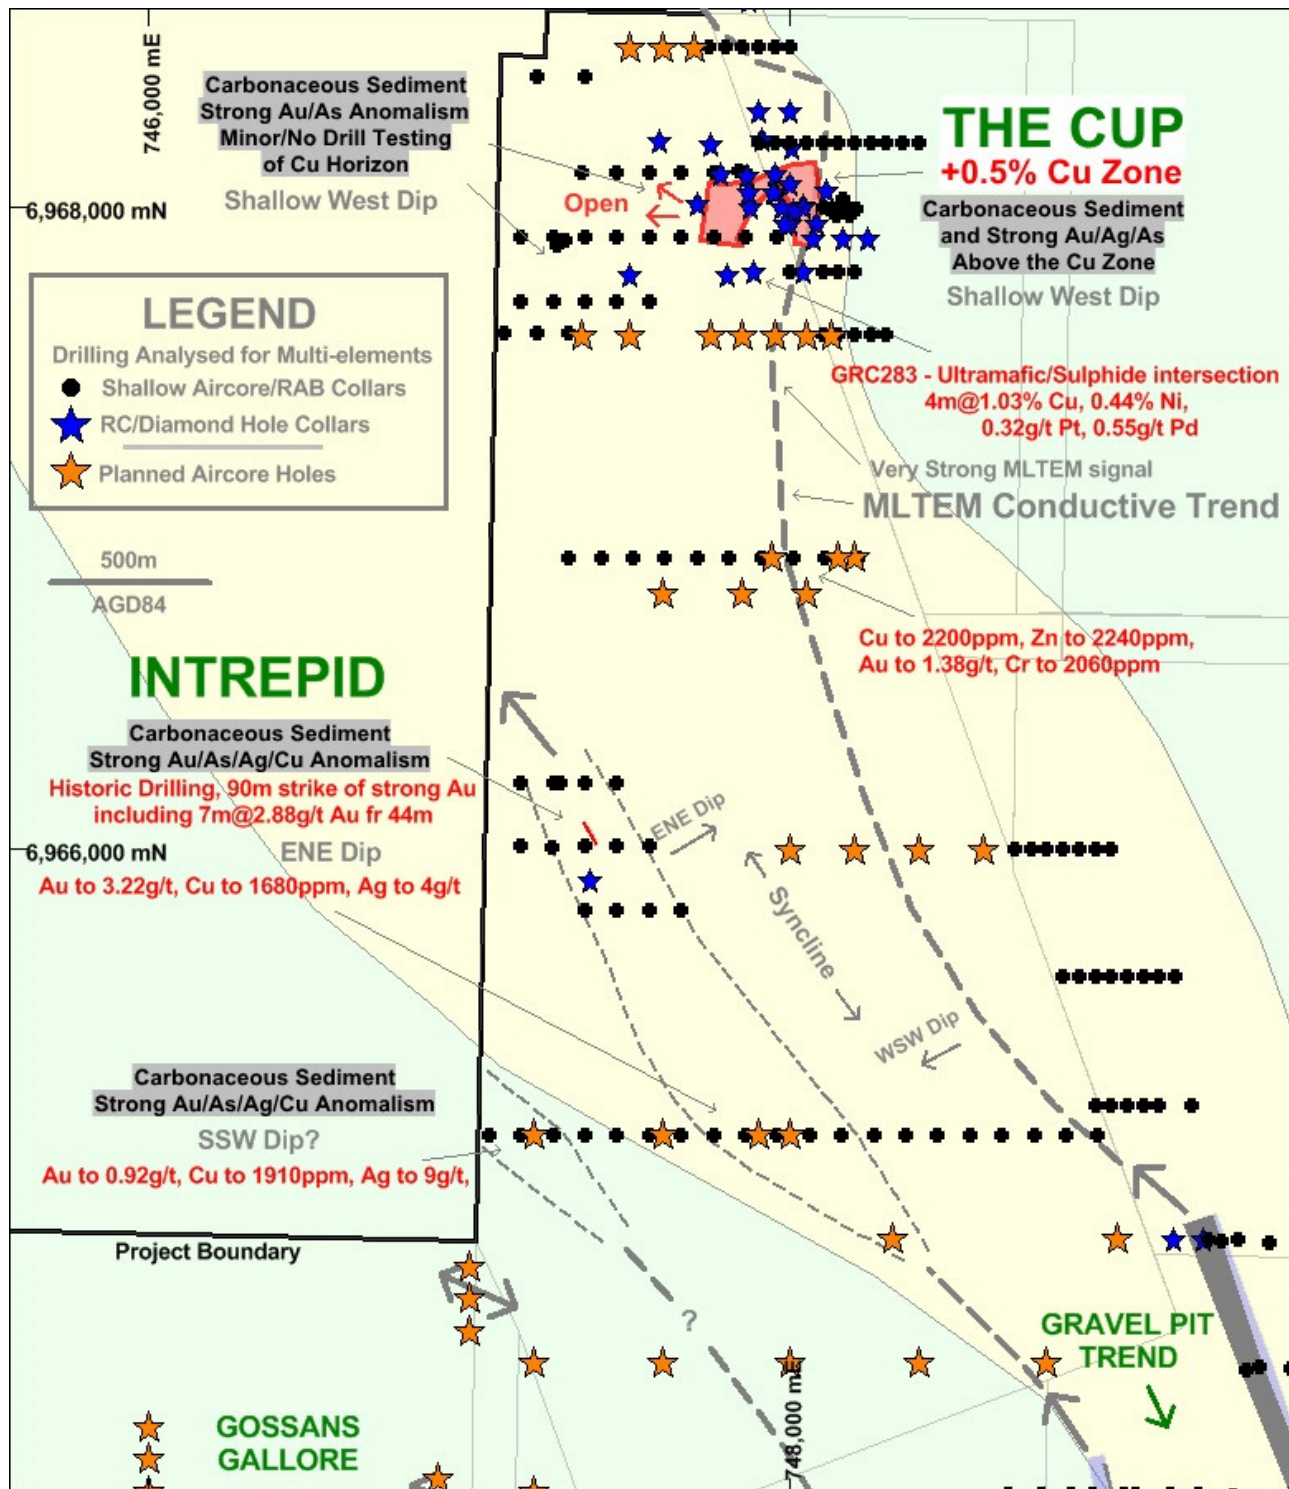 746,000 mE
Carbonaceous Sediment
Strong Au/As Anomalism
Minor/No Drill Testing
of Cu Horizon
Shallow West Dip
6,968,000 mN
Open
THE CUP
+0.5% Cu Zone
Carbonaceous Sediment
and Strong Au/Ag/As
Above the Cu Zone
Shallow West Dip
LEGEND
Drilling Analysed for Multi-elements
Shallow Aircore/RAB Collars
RC/Diamond Hole Collars
Planned Aircore Holes
GRC283 - Ultramafic/Sulphide intersection
4m@1.03% Cu, 0.44% Ni,
0.32g/t Pt, 0.55g/t Pd
Very Strong MLTEM signal
MLTEM Conductive Trend
500m
AGD84
Cu to 2200ppm, Zn to 2240ppm,
Au to 1.38g/t, Cr to 2060ppm
INTREPID
Carbonaceous Sediment
Strong Au/As/Ag/Cu Anomalism
Historic Drilling, 90m strike of strong Au
including 7m@2.88g/t Au fr 44m
6,966,000 mN
ENE Dip
Au to 3.22g/t, Cu to 1680ppm, Ag to 4g/t
ENE Dip
Syncline
WSW Dip
Carbonaceous Sediment
Strong Au/As/Ag/Cu Anomalism
SSW Dip?
Au to 0.92g/t, Cu to 1910ppm, Ag to 9g/t,
Project Boundary
?
GRAVEL PIT
TREND
748,000 mE
GOSSANS
GALLORE